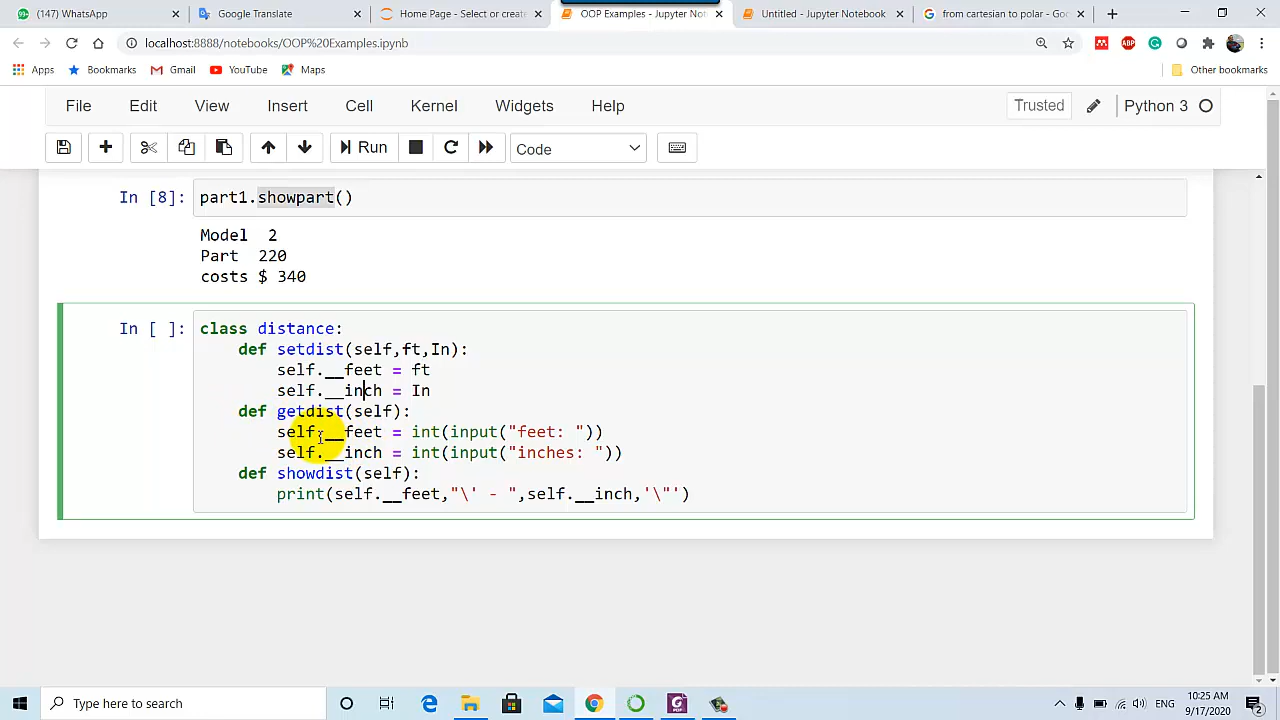 (147) WhatsApp
Google Translate
Home Page - Select or create
OOP Examples - Jupyter Not
Untitled - Jupyter Notebook
from cartesian to polar - Goo
localhost:8888/notebooks/OOP%20Examples.ipynb
ABP
Apps
Bookmarks
Gmail
YouTube
Maps
Other bookmarks
File Edit View Insert Cell Kernel Widgets Help
Trusted
Python 3
Run
Code
In [8]: part1.showpart()
Model  2
Part  220
costs $ 340
In [ ]: class distance:
def setdist(self,ft,In):
self.__feet = ft
self.__inch = In
def getdist(self):
self.__feet = int(input("feet: "))
self.__inch = int(input("inches: "))
def showdist(self):
print(self.__feet,"\' - ",self.__inch,'\"')
Type here to search
ENG
10:25 AM
9/17/2020
2